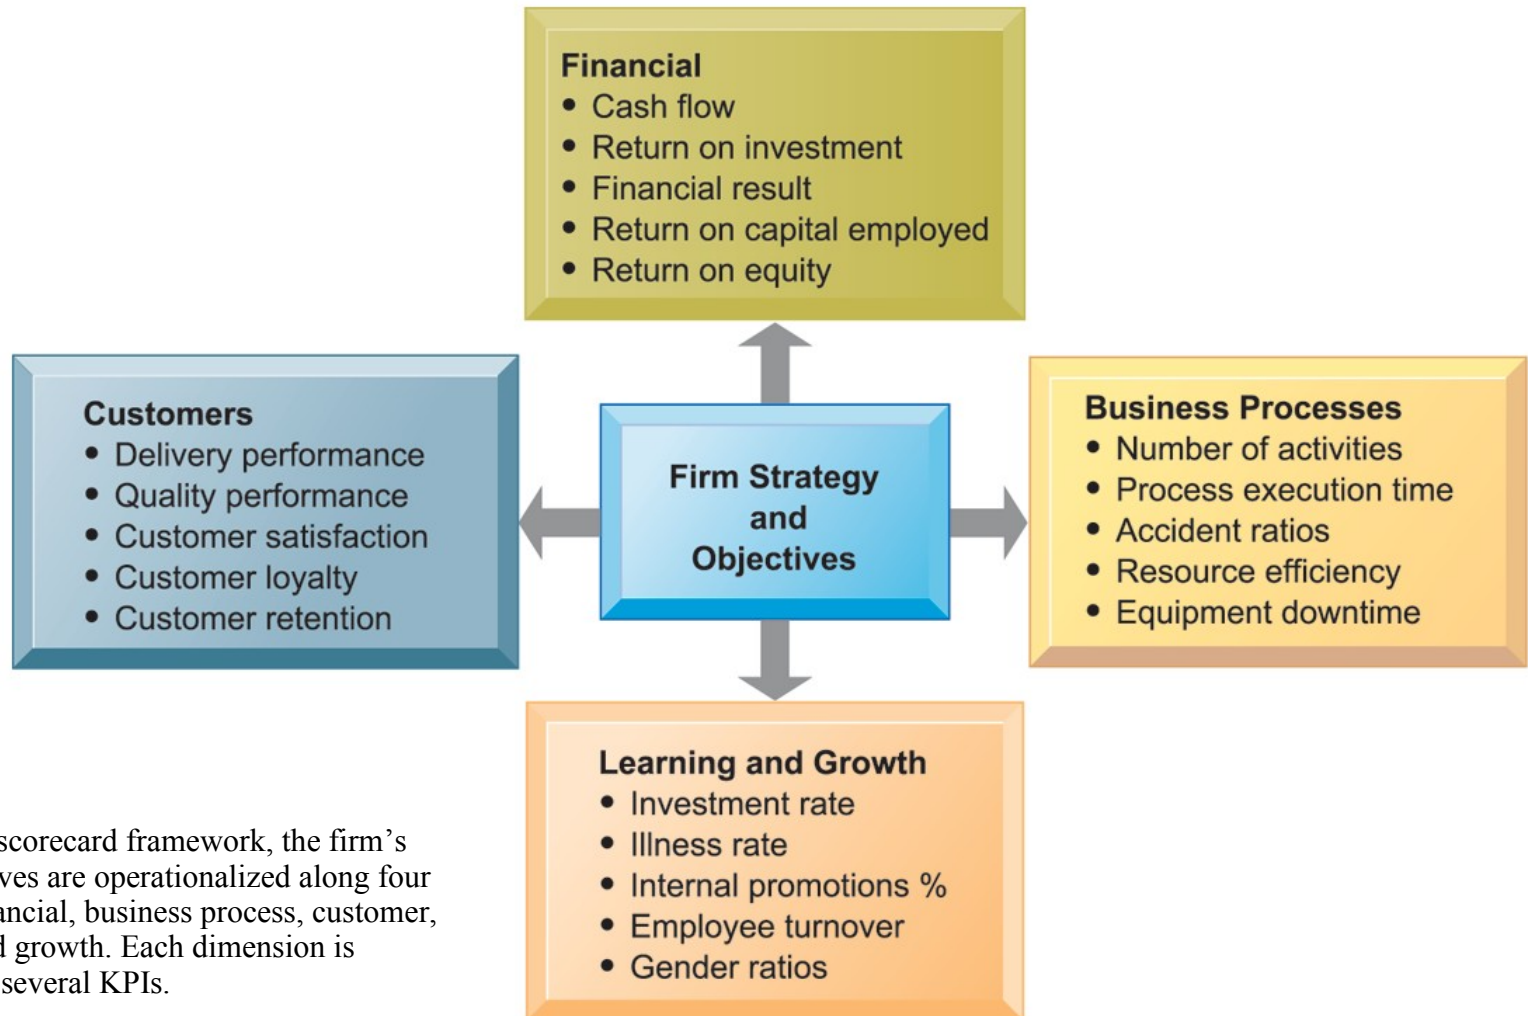 Financial
• Cash flow
• Return on investment
• Financial result
• Return on capital employed
• Return on equity
Customers
• Delivery performance
• Quality performance
• Customer satisfaction
• Customer loyalty
• Customer retention
Firm Strategy
and
Objectives
Business Processes
• Number of activities
• Process execution time
• Accident ratios
• Resource efficiency
• Equipment downtime
Learning and Growth
• Investment rate
• Illness rate
• Internal promotions %
• Employee turnover
• Gender ratios
scorecard framework, the firm’s
ves are operationalized along four
ancial, business process, customer,
d growth. Each dimension is
several KPIs.